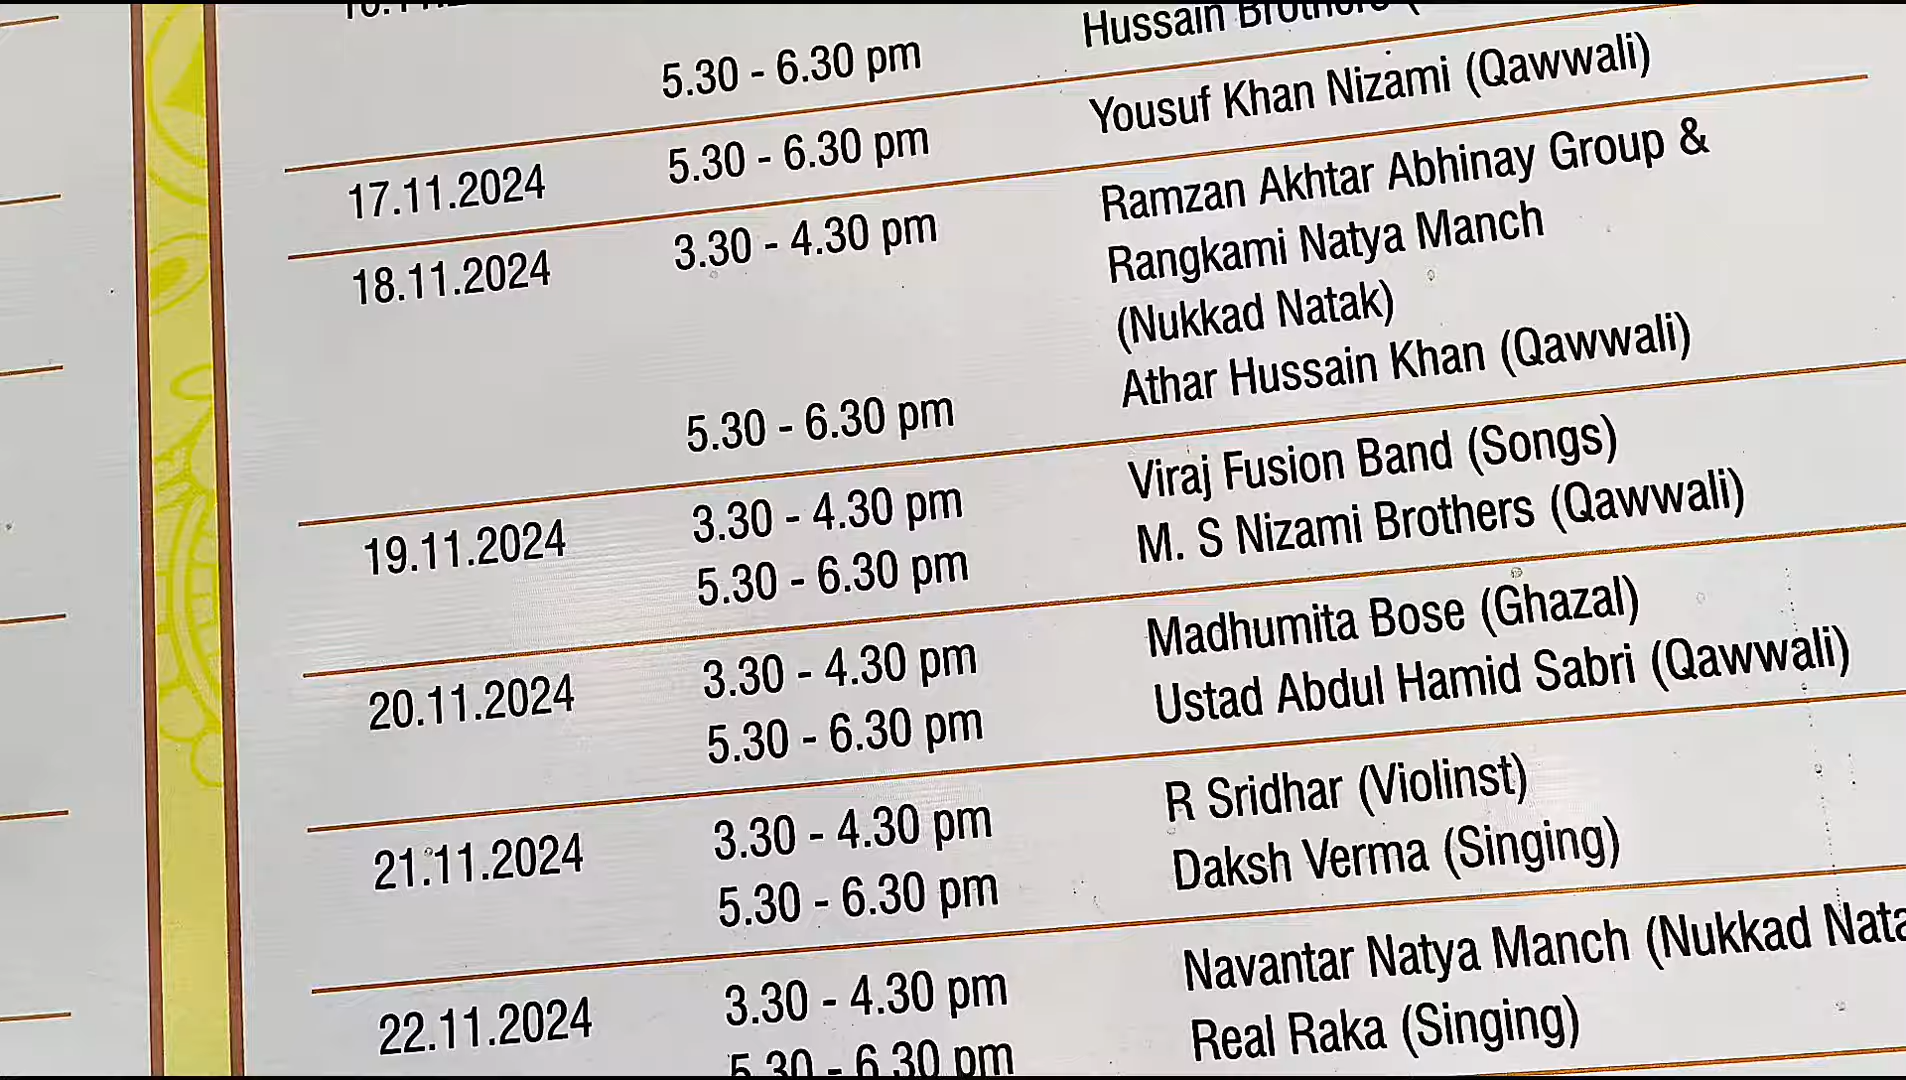 Hussain Brothers (
5.30 - 6.30 pm
17.11.2024 5.30 - 6.30 pm Yousuf Khan Nizami (Qawwali)
18.11.2024 3.30 - 4.30 pm Ramzan Akhtar Abhinay Group &
Rangkami Natya Manch
(Nukkad Natak)
5.30 - 6.30 pm Athar Hussain Khan (Qawwali)
19.11.2024 3.30 - 4.30 pm Viraj Fusion Band (Songs)
5.30 - 6.30 pm M. S Nizami Brothers (Qawwali)
20.11.2024 3.30 - 4.30 pm Madhumita Bose (Ghazal)
5.30 - 6.30 pm Ustad Abdul Hamid Sabri (Qawwali)
21.11.2024 3.30 - 4.30 pm R Sridhar (Violinst)
5.30 - 6.30 pm Daksh Verma (Singing)
22.11.2024 3.30 - 4.30 pm Navantar Natya Manch (Nukkad Nata
5.30 - 6.30 pm Real Raka (Singing)